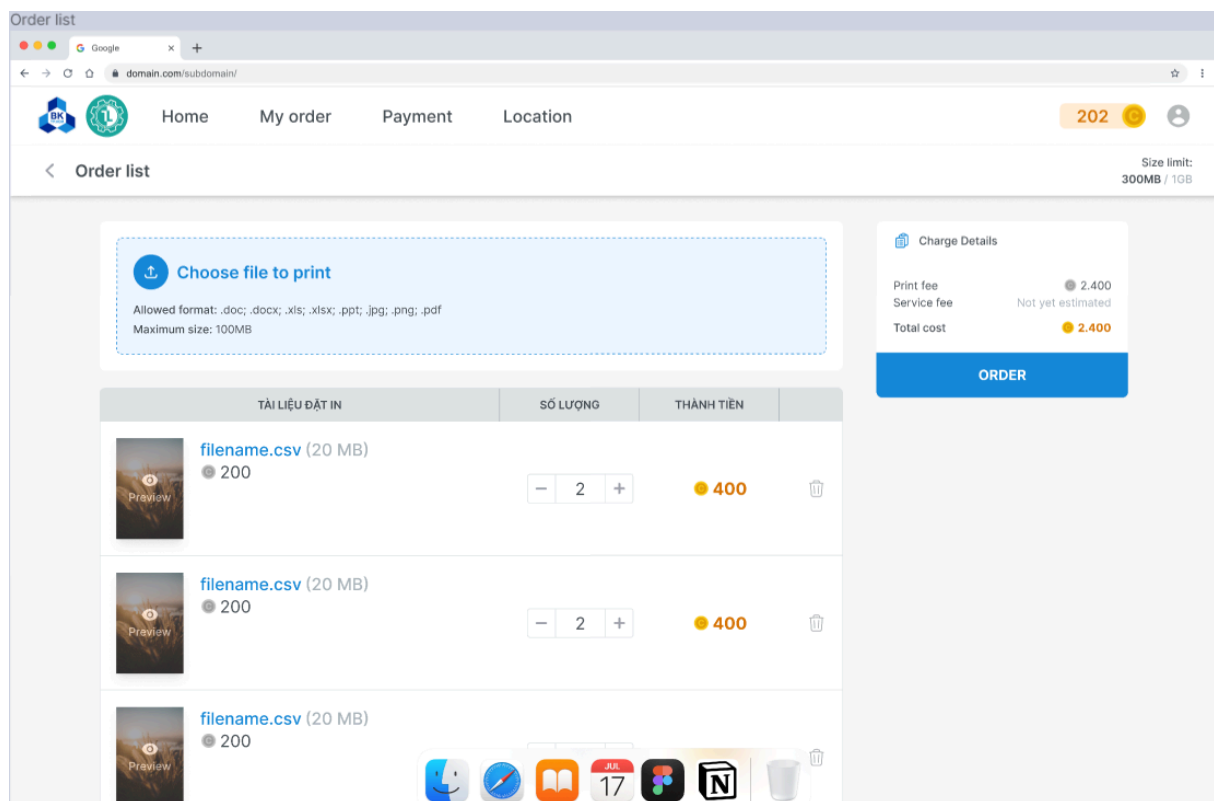 Order list
Google
domain.com/subdomain/
BK
Home
My order
Payment
Location
202
Order list
Size limit:
300MB / 1GB
Choose file to print
Allowed format: .doc; .docx; .xls; .xlsx; .ppt; .jpg; .png; .pdf
Maximum size: 100MB
Charge Details
Print fee
2.400
Service fee
Not yet estimated
Total cost
2.400
ORDER
TÀI LIỆU ĐẶT IN
SỐ LƯỢNG
THÀNH TIỀN
Preview
filename.csv (20 MB)
200
2
400
Preview
filename.csv (20 MB)
200
2
400
Preview
filename.csv (20 MB)
200
JUL
17